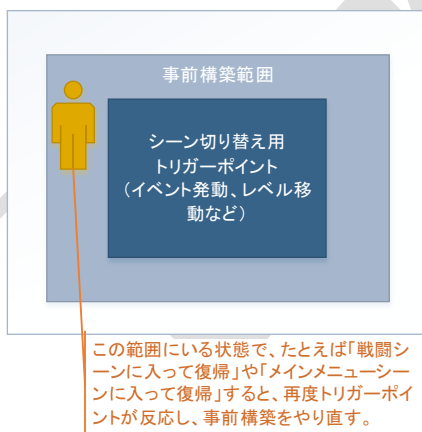 事前構築範囲
シーン切り替え用
トリガーポイント
（イベント発動、レベル移
動など）
この範囲にいる状態で、たとえば「戦闘シ
ーンに入って復帰」や「メインメニューシー
ンに入って復帰」すると、再度トリガーポイ
ントが反応し、事前構築をやり直す。